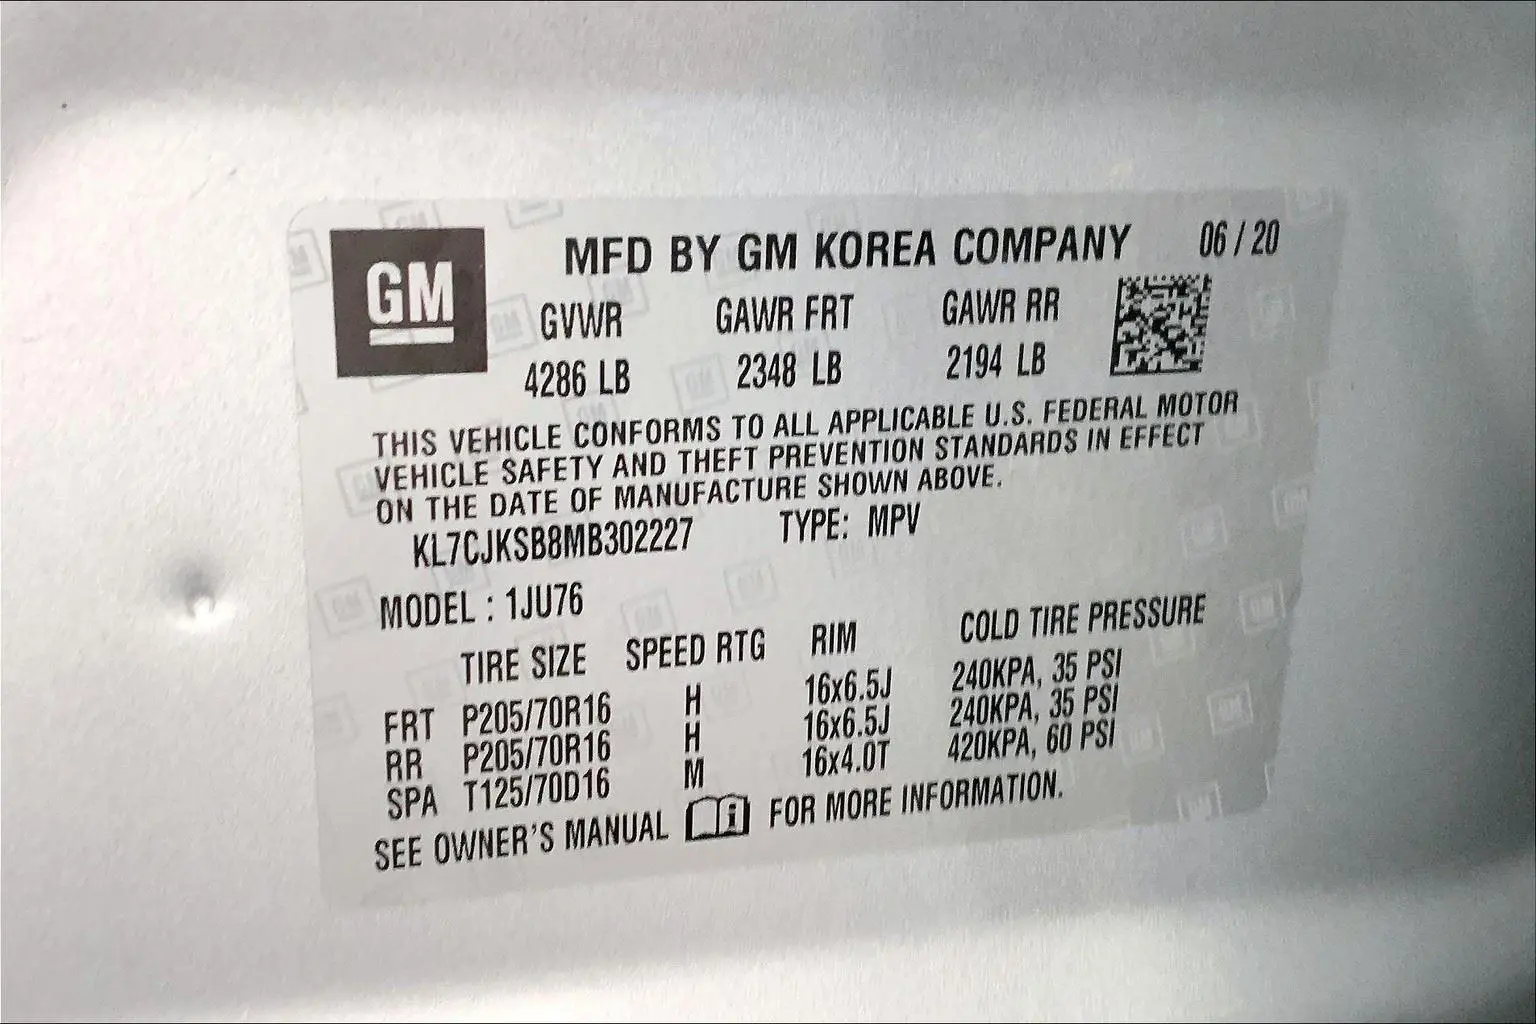 GM
MFD BY GM KOREA COMPANY 06 / 20
GVWR GAWR FRT GAWR RR
4286 LB 2348 LB 2194 LB
THIS VEHICLE CONFORMS TO ALL APPLICABLE U.S. FEDERAL MOTOR
VEHICLE SAFETY AND THEFT PREVENTION STANDARDS IN EFFECT
ON THE DATE OF MANUFACTURE SHOWN ABOVE.
KL7CJKSB8MB302227 TYPE: MPV
MODEL : 1JU76
TIRE SIZE SPEED RTG RIM COLD TIRE PRESSURE
FRT P205/70R16 H 16x6.5J 240KPA, 35 PSI
RR P205/70R16 H 16x6.5J 240KPA, 35 PSI
SPA T125/70D16 M 16x4.0T 420KPA, 60 PSI
SEE OWNER'S MANUAL i FOR MORE INFORMATION.